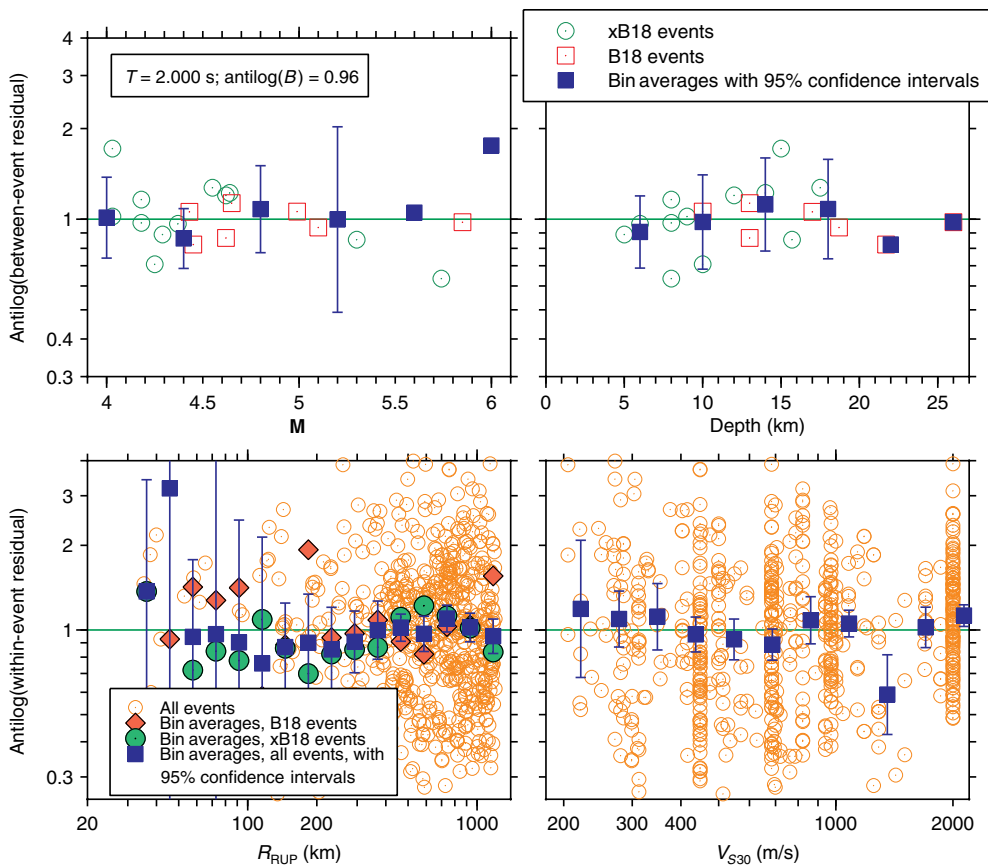 xB18 events
B18 events
Bin averages with 95% confidence intervals
T = 2.000 s; antilog(B) = 0.96
Antilog(between-event residual)
4
3
2
1
0.4
0.3
4 4.5 5 5.5 6
M
0 5 10 15 20 25
Depth (km)
Antilog(within-event residual)
3
2
1
0.3
All events
Bin averages, B18 events
Bin averages, xB18 events
Bin averages, all events, with
95% confidence intervals
20 100 200 1000
R_RUP (km)
200 300 400 1000 2000
V_S30 (m/s)